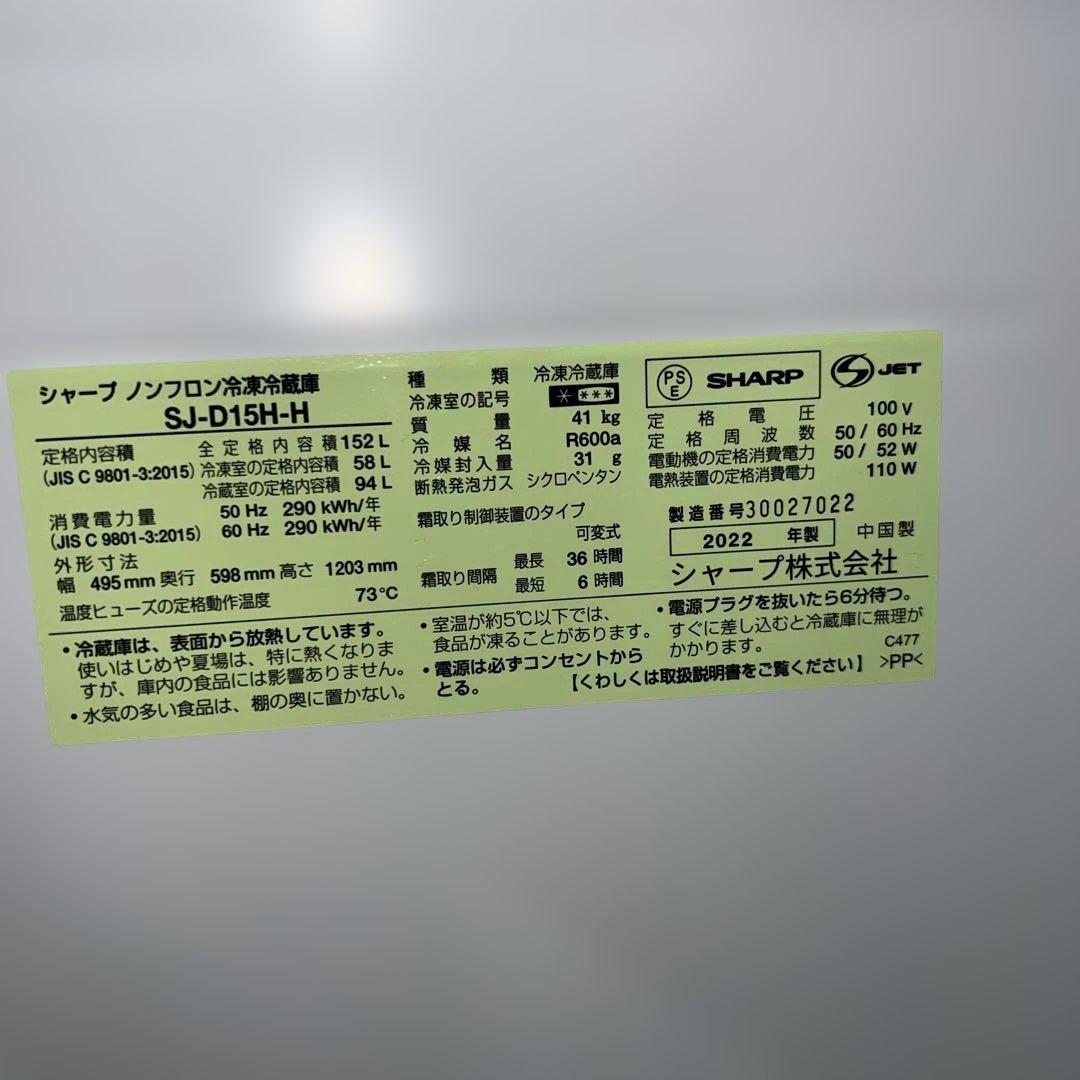 シャープ ノンフロン冷凍冷蔵庫
SJ-D15H-H
定格内容積 全定格内容積 152 L
(JIS C 9801-3:2015) 冷凍室の定格内容積 58 L
冷蔵室の定格内容積 94 L
消費電力量 50 Hz 290 kWh/年
(JIS C 9801-3:2015) 60 Hz 290 kWh/年
外形寸法
幅 495 mm 奥行 598 mm 高さ 1203 mm
温度ヒューズの定格動作温度 73℃
種類 冷凍冷蔵庫
冷凍室の記号 * ***
質量 41 kg
冷媒名 R600a
冷媒封入量 31 g
断熱発泡ガス シクロペンタン
霜取り制御装置のタイプ
可変式
霜取り間隔 最長 36 時間
最短 6 時間
PS
E
SHARP
S JET
定格電圧 100 V
定格周波数 50 / 60 Hz
電動機の定格消費電力 50 / 52 W
電熱装置の定格消費電力 110 W
製造番号 30027022
2022 年製 中国製
シャープ株式会社
・冷蔵庫は、表面から放熱しています。
使いはじめや夏場は、特に熱くなりま
すが、庫内の食品には影響ありません。
・水気の多い食品は、棚の奥に置かない。
・室温が約5℃以下では、
食品が凍ることがあります。
・電源は必ずコンセントから
とる。
・電源プラグを抜いたら6分待つ。
すぐに差し込むと冷蔵庫に無理が
かかります。 C477
【くわしくは取扱説明書をご覧ください】 >PP<